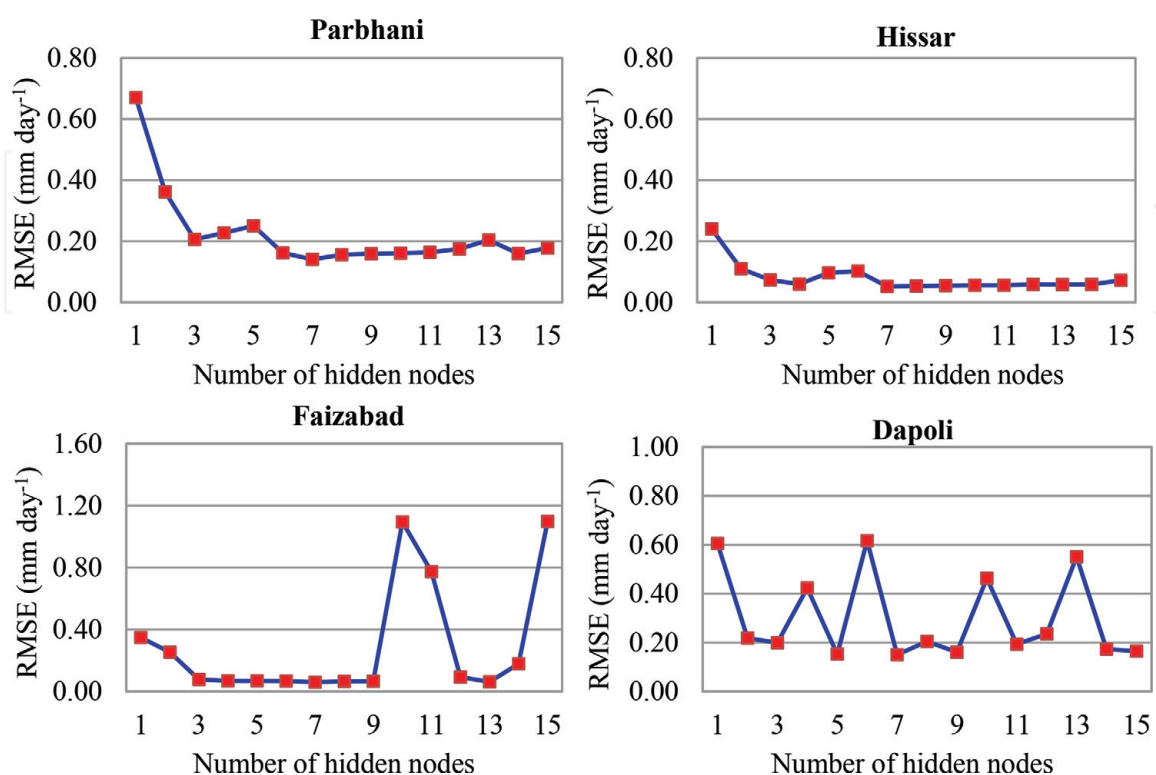 Parbhani
RMSE (mm day-1)
0.80
0.60
0.40
0.20
0.00
1 3 5 7 9 11 13 15
Number of hidden nodes
Hissar
RMSE (mm day-1)
0.80
0.60
0.40
0.20
0.00
1 3 5 7 9 11 13 15
Number of hidden nodes
Faizabad
RMSE (mm day-1)
1.60
1.20
0.80
0.40
0.00
1 3 5 7 9 11 13 15
Number of hidden nodes
Dapoli
RMSE (mm day-1)
1.00
0.80
0.60
0.40
0.20
0.00
1 3 5 7 9 11 13 15
Number of hidden nodes